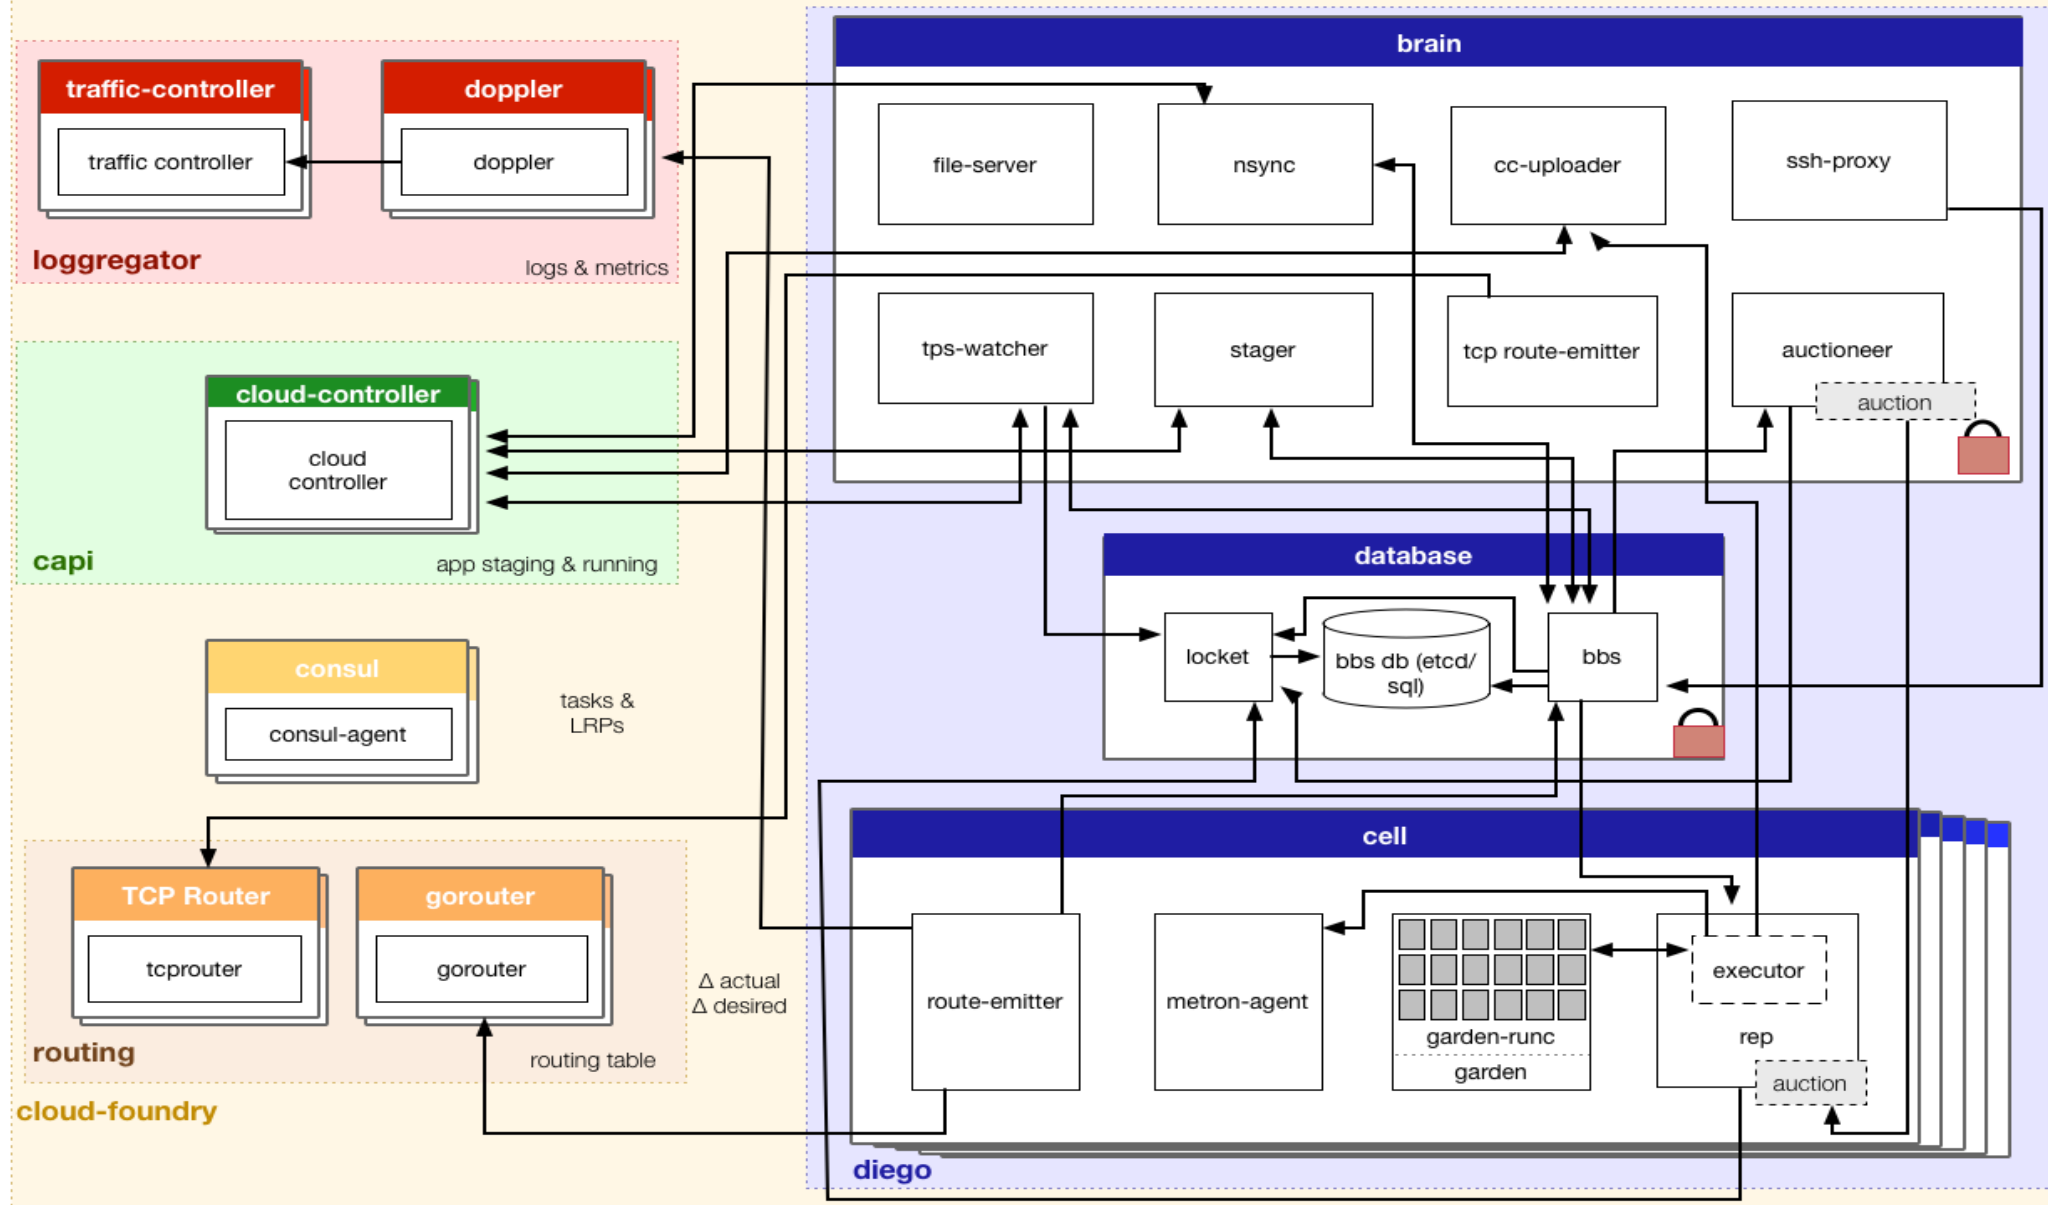 traffic-controller
traffic controller
doppler
doppler
loggregator
logs & metrics
cloud-controller
cloud
controller
capi
app staging & running
consul
consul-agent
tasks &
LRPs
TCP Router
tcprouter
gorouter
gorouter
routing
routing table
Δ actual
Δ desired
cloud-foundry
brain
file-server
nsync
cc-uploader
ssh-proxy
tps-watcher
stager
tcp route-emitter
auctioneer
auction
database
locket
bbs db (etcd/
sql)
bbs
cell
route-emitter
metron-agent
garden-runc
garden
executor
rep
auction
diego